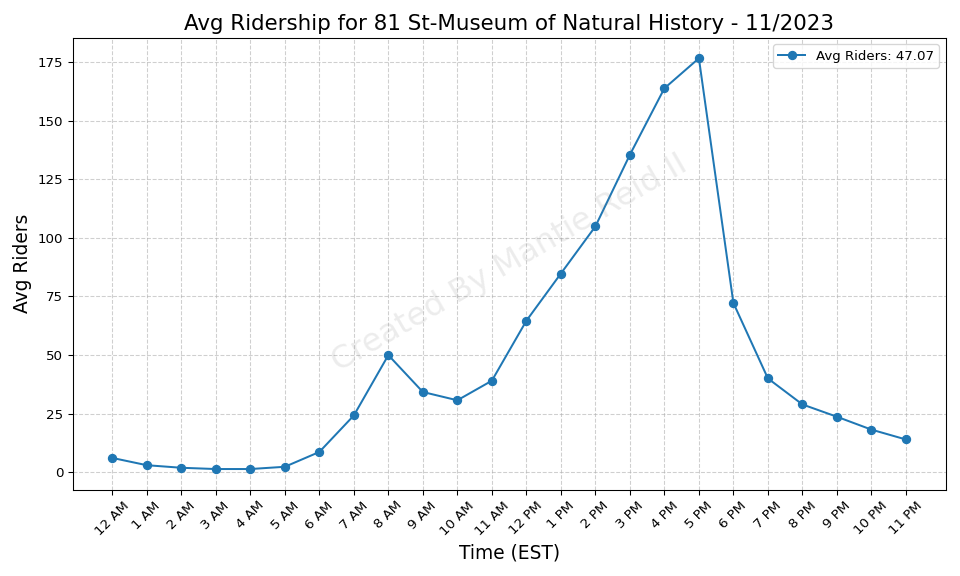 Avg Ridership for 81 St-Museum of Natural History - 11/2023
Avg Riders: 47.07
Avg Riders
175
150
125
100
75
50
25
0
Created By Mantie Reid II
12 AM
1 AM
2 AM
3 AM
4 AM
5 AM
6 AM
7 AM
8 AM
9 AM
10 AM
11 AM
12 PM
1 PM
2 PM
3 PM
4 PM
5 PM
6 PM
7 PM
8 PM
9 PM
10 PM
11 PM
Time (EST)